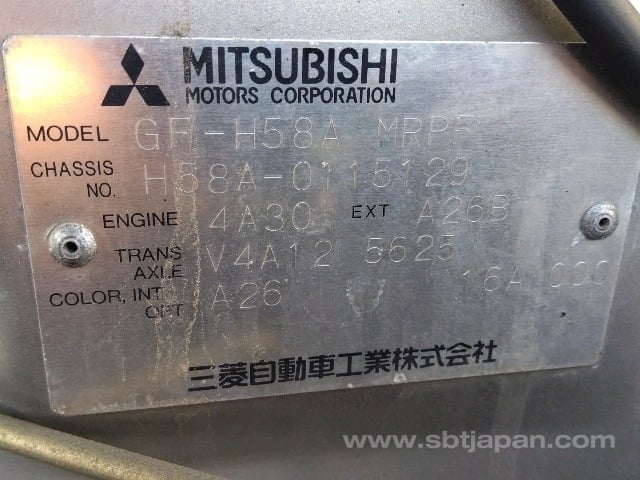 MITSUBISHI
MOTORS CORPORATION
MODEL GF-H58A MRPF
CHASSIS NO. H58A-0115129
ENGINE 4A30 EXT A26B
TRANS AXLE V4A12 5625
COLOR, INT OPT A26 16A 000
三菱自動車工業株式会社
www.sbtjapan.com